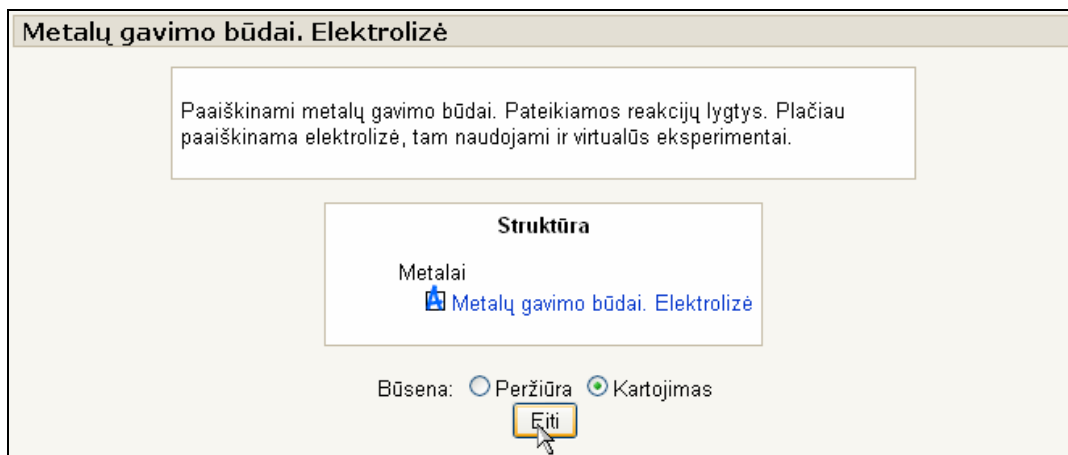 Metalų gavimo būdai. Elektrolizė
Paaiškinami metalų gavimo būdai. Pateikiamos reakcijų lygtys. Plačiau
paaiškinama elektrolizė, tam naudojami ir virtualūs eksperimentai.
Struktūra
Metalai
Metalų gavimo būdai. Elektrolizė
Būsena: Peržiūra Kartojimas
Eiti